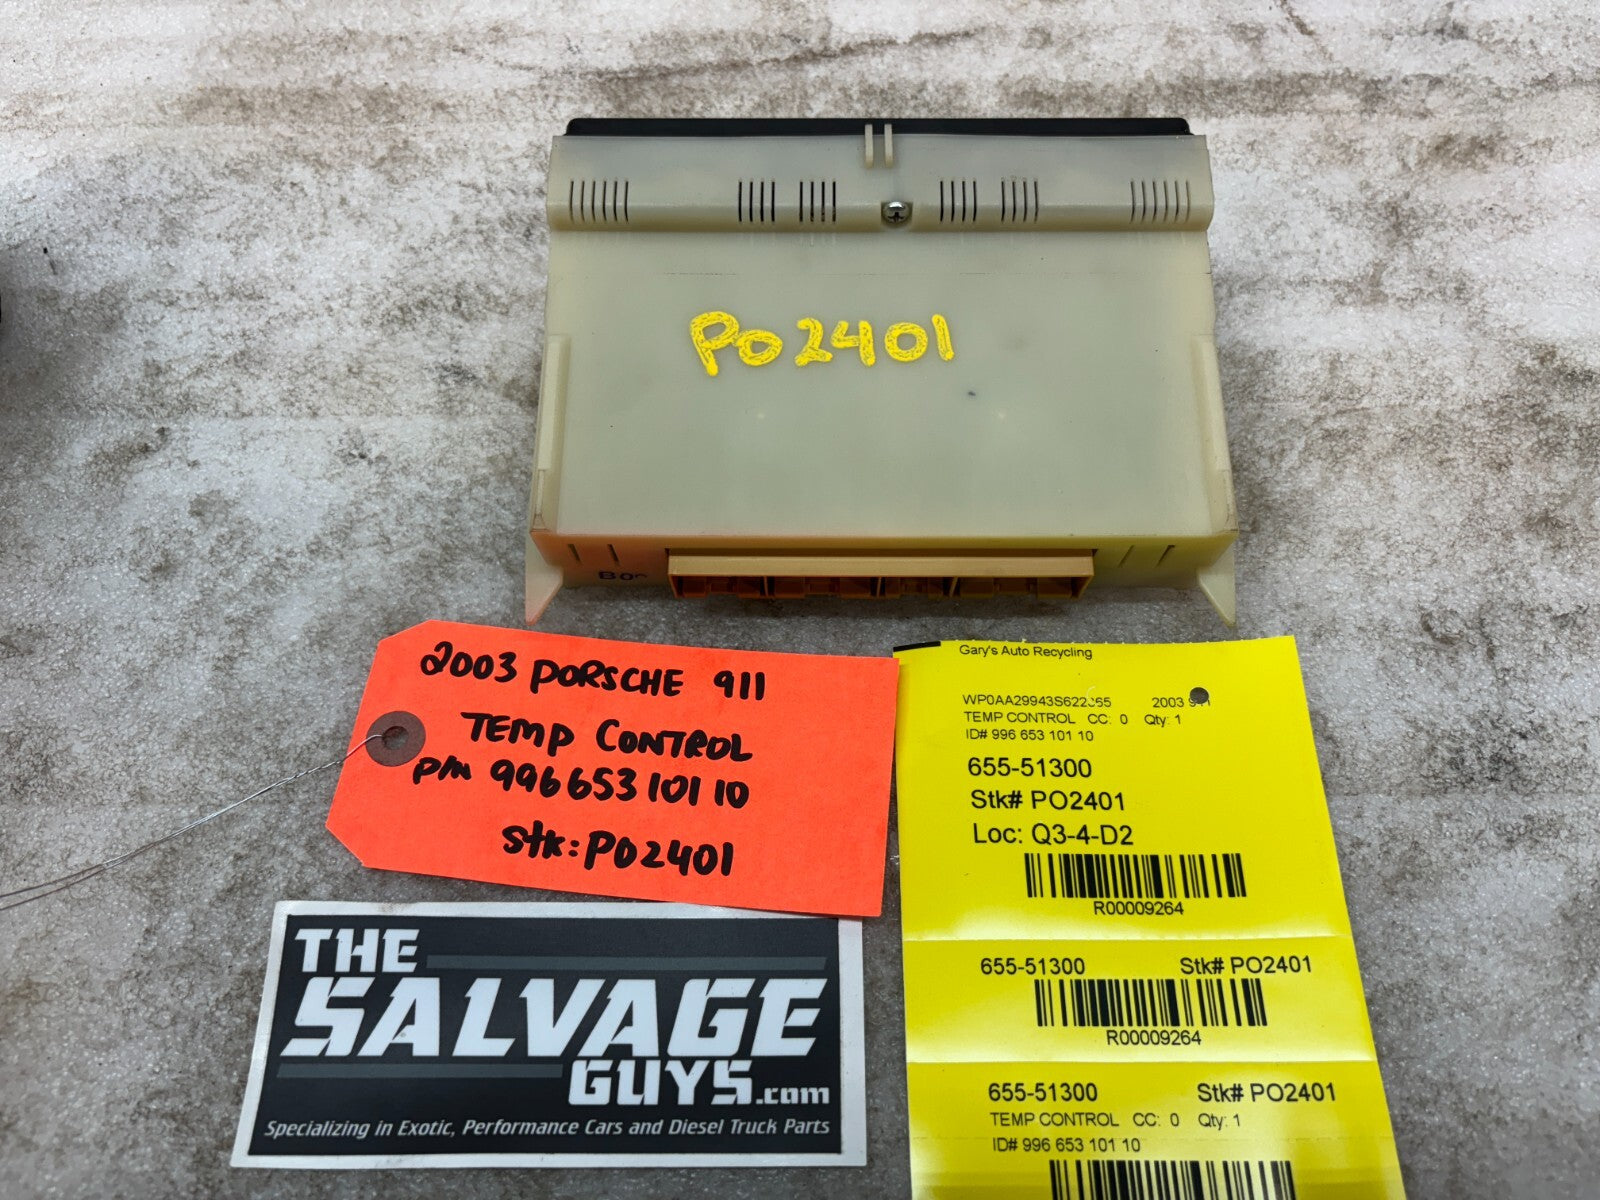 PO2401
2003 PORSCHE 911
TEMP CONTROL
P/N 996 653 101 10
Stk: PO2401
THE
SALVAGE
GUYS.com
Specializing in Exotic, Performance Cars and Diesel Truck Parts
Gary's Auto Recycling
2003
TEMP CONTROL CC: 0 Qty: 1
ID# 996 653 101 10
655-51300
Stk# PO2401
Loc: Q3-4-D2
R00009264
655-51300 Stk# PO2401
R00009264
655-51300 Stk# PO2401
TEMP CONTROL CC: 0 Qty: 1
ID# 996 653 101 10